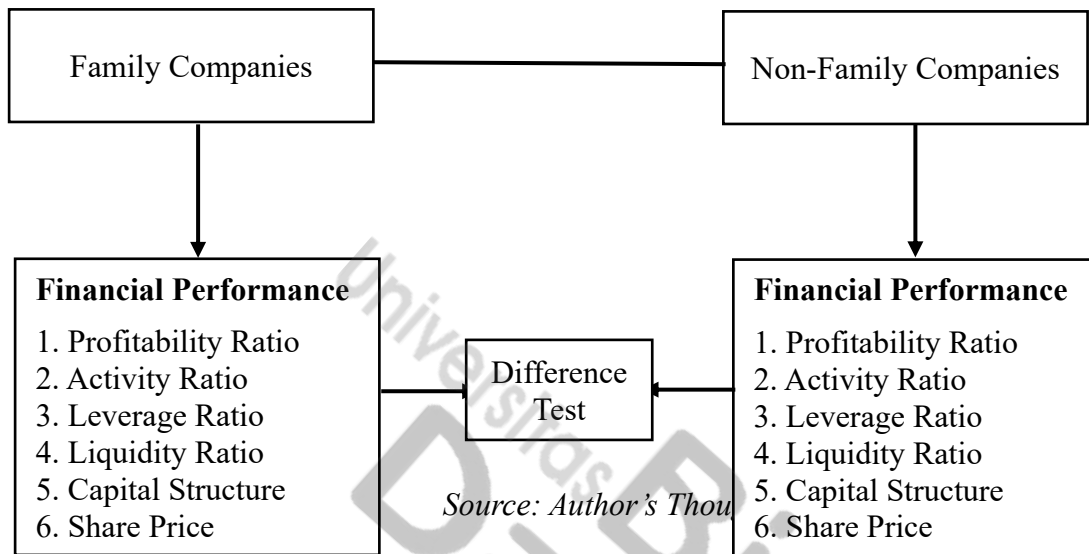 Family Companies
Non-Family Companies
Financial Performance
1. Profitability Ratio
2. Activity Ratio
3. Leverage Ratio
4. Liquidity Ratio
5. Capital Structure
6. Share Price
Difference
Test
Financial Performance
1. Profitability Ratio
2. Activity Ratio
3. Leverage Ratio
4. Liquidity Ratio
5. Capital Structure
6. Share Price
Source: Author's
Universitas